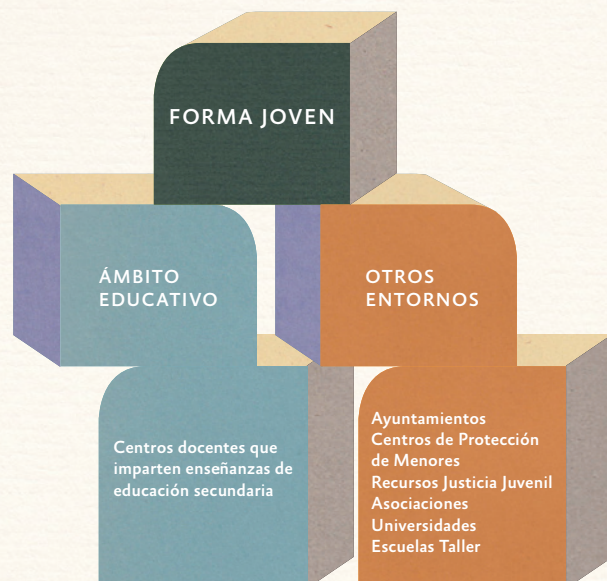 FORMA JOVEN
ÁMBITO
EDUCATIVO
OTROS
ENTORNOS
Centros docentes que
imparten enseñanzas de
educación secundaria
Ayuntamientos
Centros de Protección
de Menores
Recursos Justicia Juvenil
Asociaciones
Universidades
Escuelas Taller